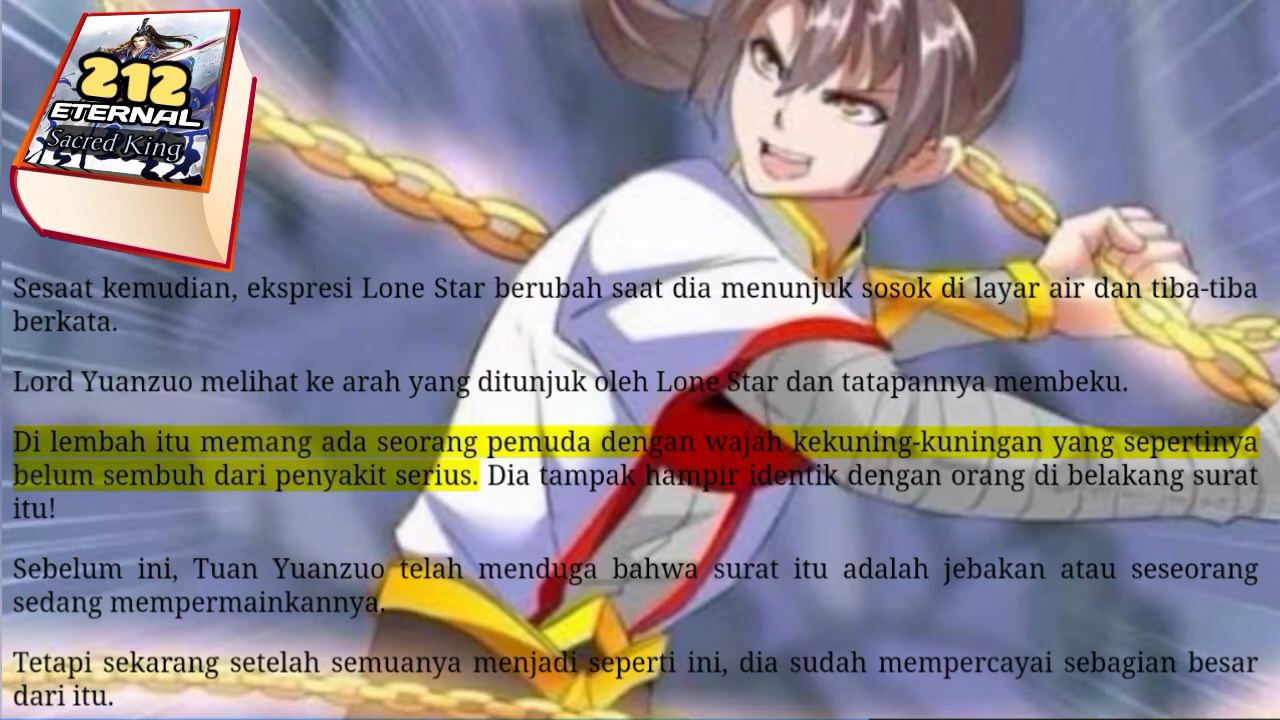 212
ETERNAL
Sacred King
Sesaat kemudian, ekspresi Lone Star berubah saat dia menunjuk sosok di layar air dan tiba-tiba
berkata.
Lord Yuanzuo melihat ke arah yang ditunjuk oleh Lone Star dan tatapannya membeku.
Di lembah itu memang ada seorang pemuda dengan wajah kekuning-kuningan yang sepertinya
belum sembuh dari penyakit serius. Dia tampak hampir identik dengan orang di belakang surat
itu!
Sebelum ini, Tuan Yuanzuo telah menduga bahwa surat itu adalah jebakan atau seseorang
sedang mempermainkannya.
Tetapi sekarang setelah semuanya menjadi seperti ini, dia sudah mempercayai sebagian besar
dari itu.